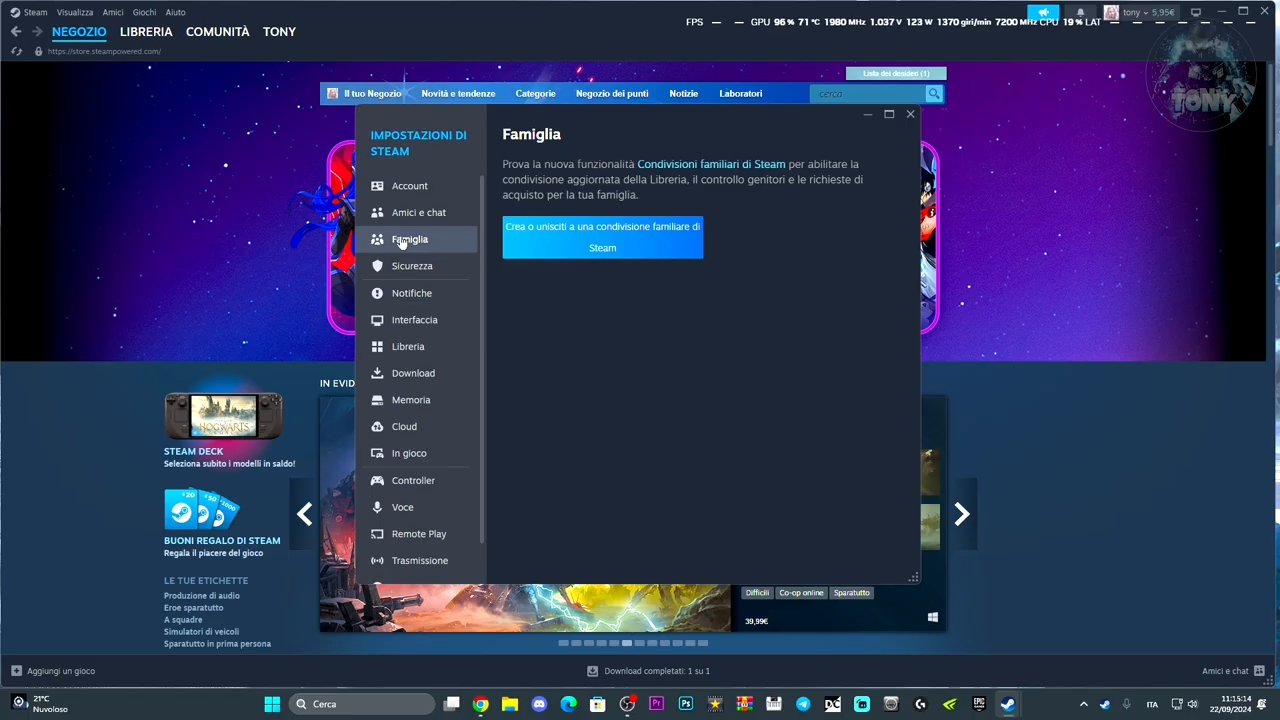 Steam Visualizza Amici Giochi Aiuto
tony 5,95€
FPS — — GPU 96 % 71 °C 1980 MHz 1.037 V 123 W 1370 giri/min 7200 MHz CPU 19 % LAT
NEGOZIO LIBRERIA COMUNITÀ TONY
https://store.steampowered.com/
Lista dei desideri (1)
Il tuo Negozio Novità e tendenze Categorie Negozio dei punti Notizie Laboratori cerca
TONY
IMPOSTAZIONI DI
STEAM
Account
Amici e chat
Famiglia
Sicurezza
Notifiche
Interfaccia
Libreria
Download
Memoria
Cloud
In gioco
Controller
Voce
Remote Play
Trasmissione
Famiglia
Prova la nuova funzionalità Condivisioni familiari di Steam per abilitare la
condivisione aggiornata della Libreria, il controllo genitori e le richieste di
acquisto per la tua famiglia.
Crea o unisciti a una condivisione familiare di
Steam
IN EVID
HOGWARTS
STEAM DECK
Seleziona subito i modelli in saldo!
BUONI REGALO DI STEAM
Regala il piacere del gioco
LE TUE ETICHETTE
Produzione di audio
Eroe sparatutto
A squadre
Simulatori di veicoli
Sparatutto in prima persona
Difficili Co-op online Sparatutto
39,99€
Aggiungi un gioco
Download completati: 1 su 1
Amici e chat
21°C
Nuvoloso
Cerca
ITA
11:15:14
22/09/2024